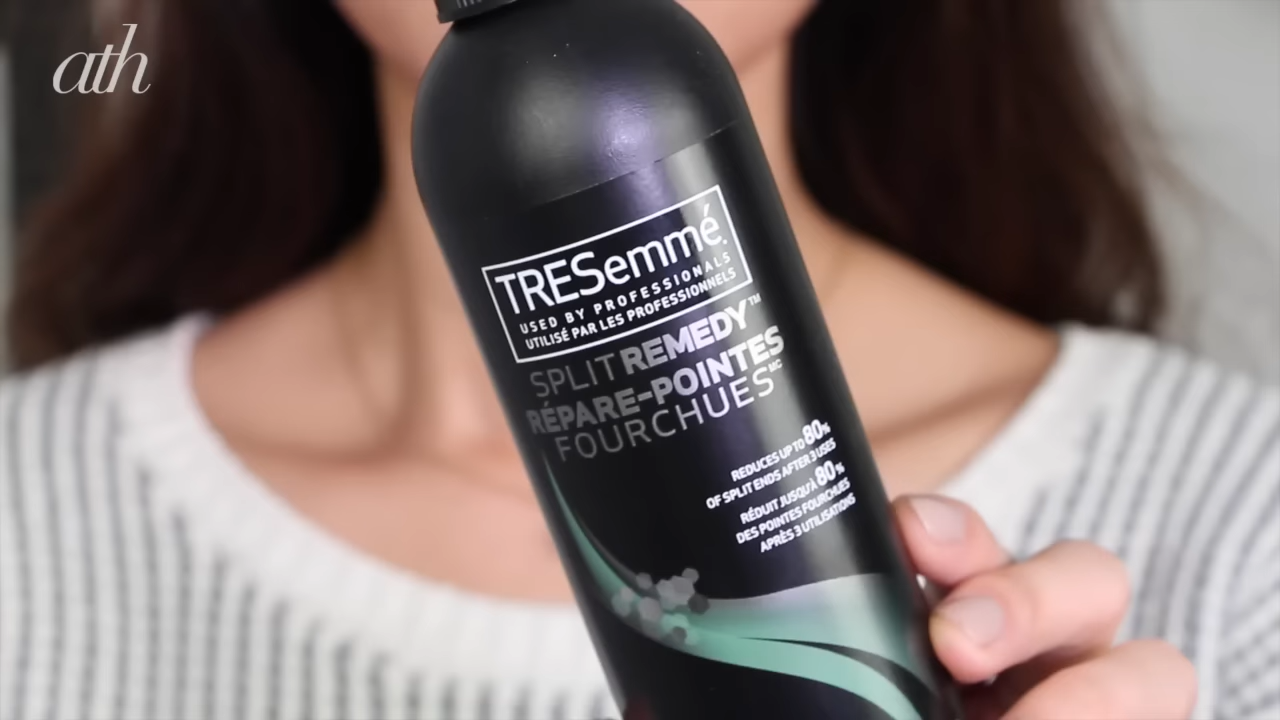 ath
TRESemmé
USED BY PROFESSIONALS
UTILISÉ PAR LES PROFESSIONNELS
SPLIT REMEDY™
RÉPARE-POINTES
FOURCHUES MC
REDUCES UP TO 80%
OF SPLIT ENDS AFTER 3 USES
RÉDUIT JUSQU'À 80%
DES POINTES FOURCHUES
APRÈS 3 UTILISATIONS